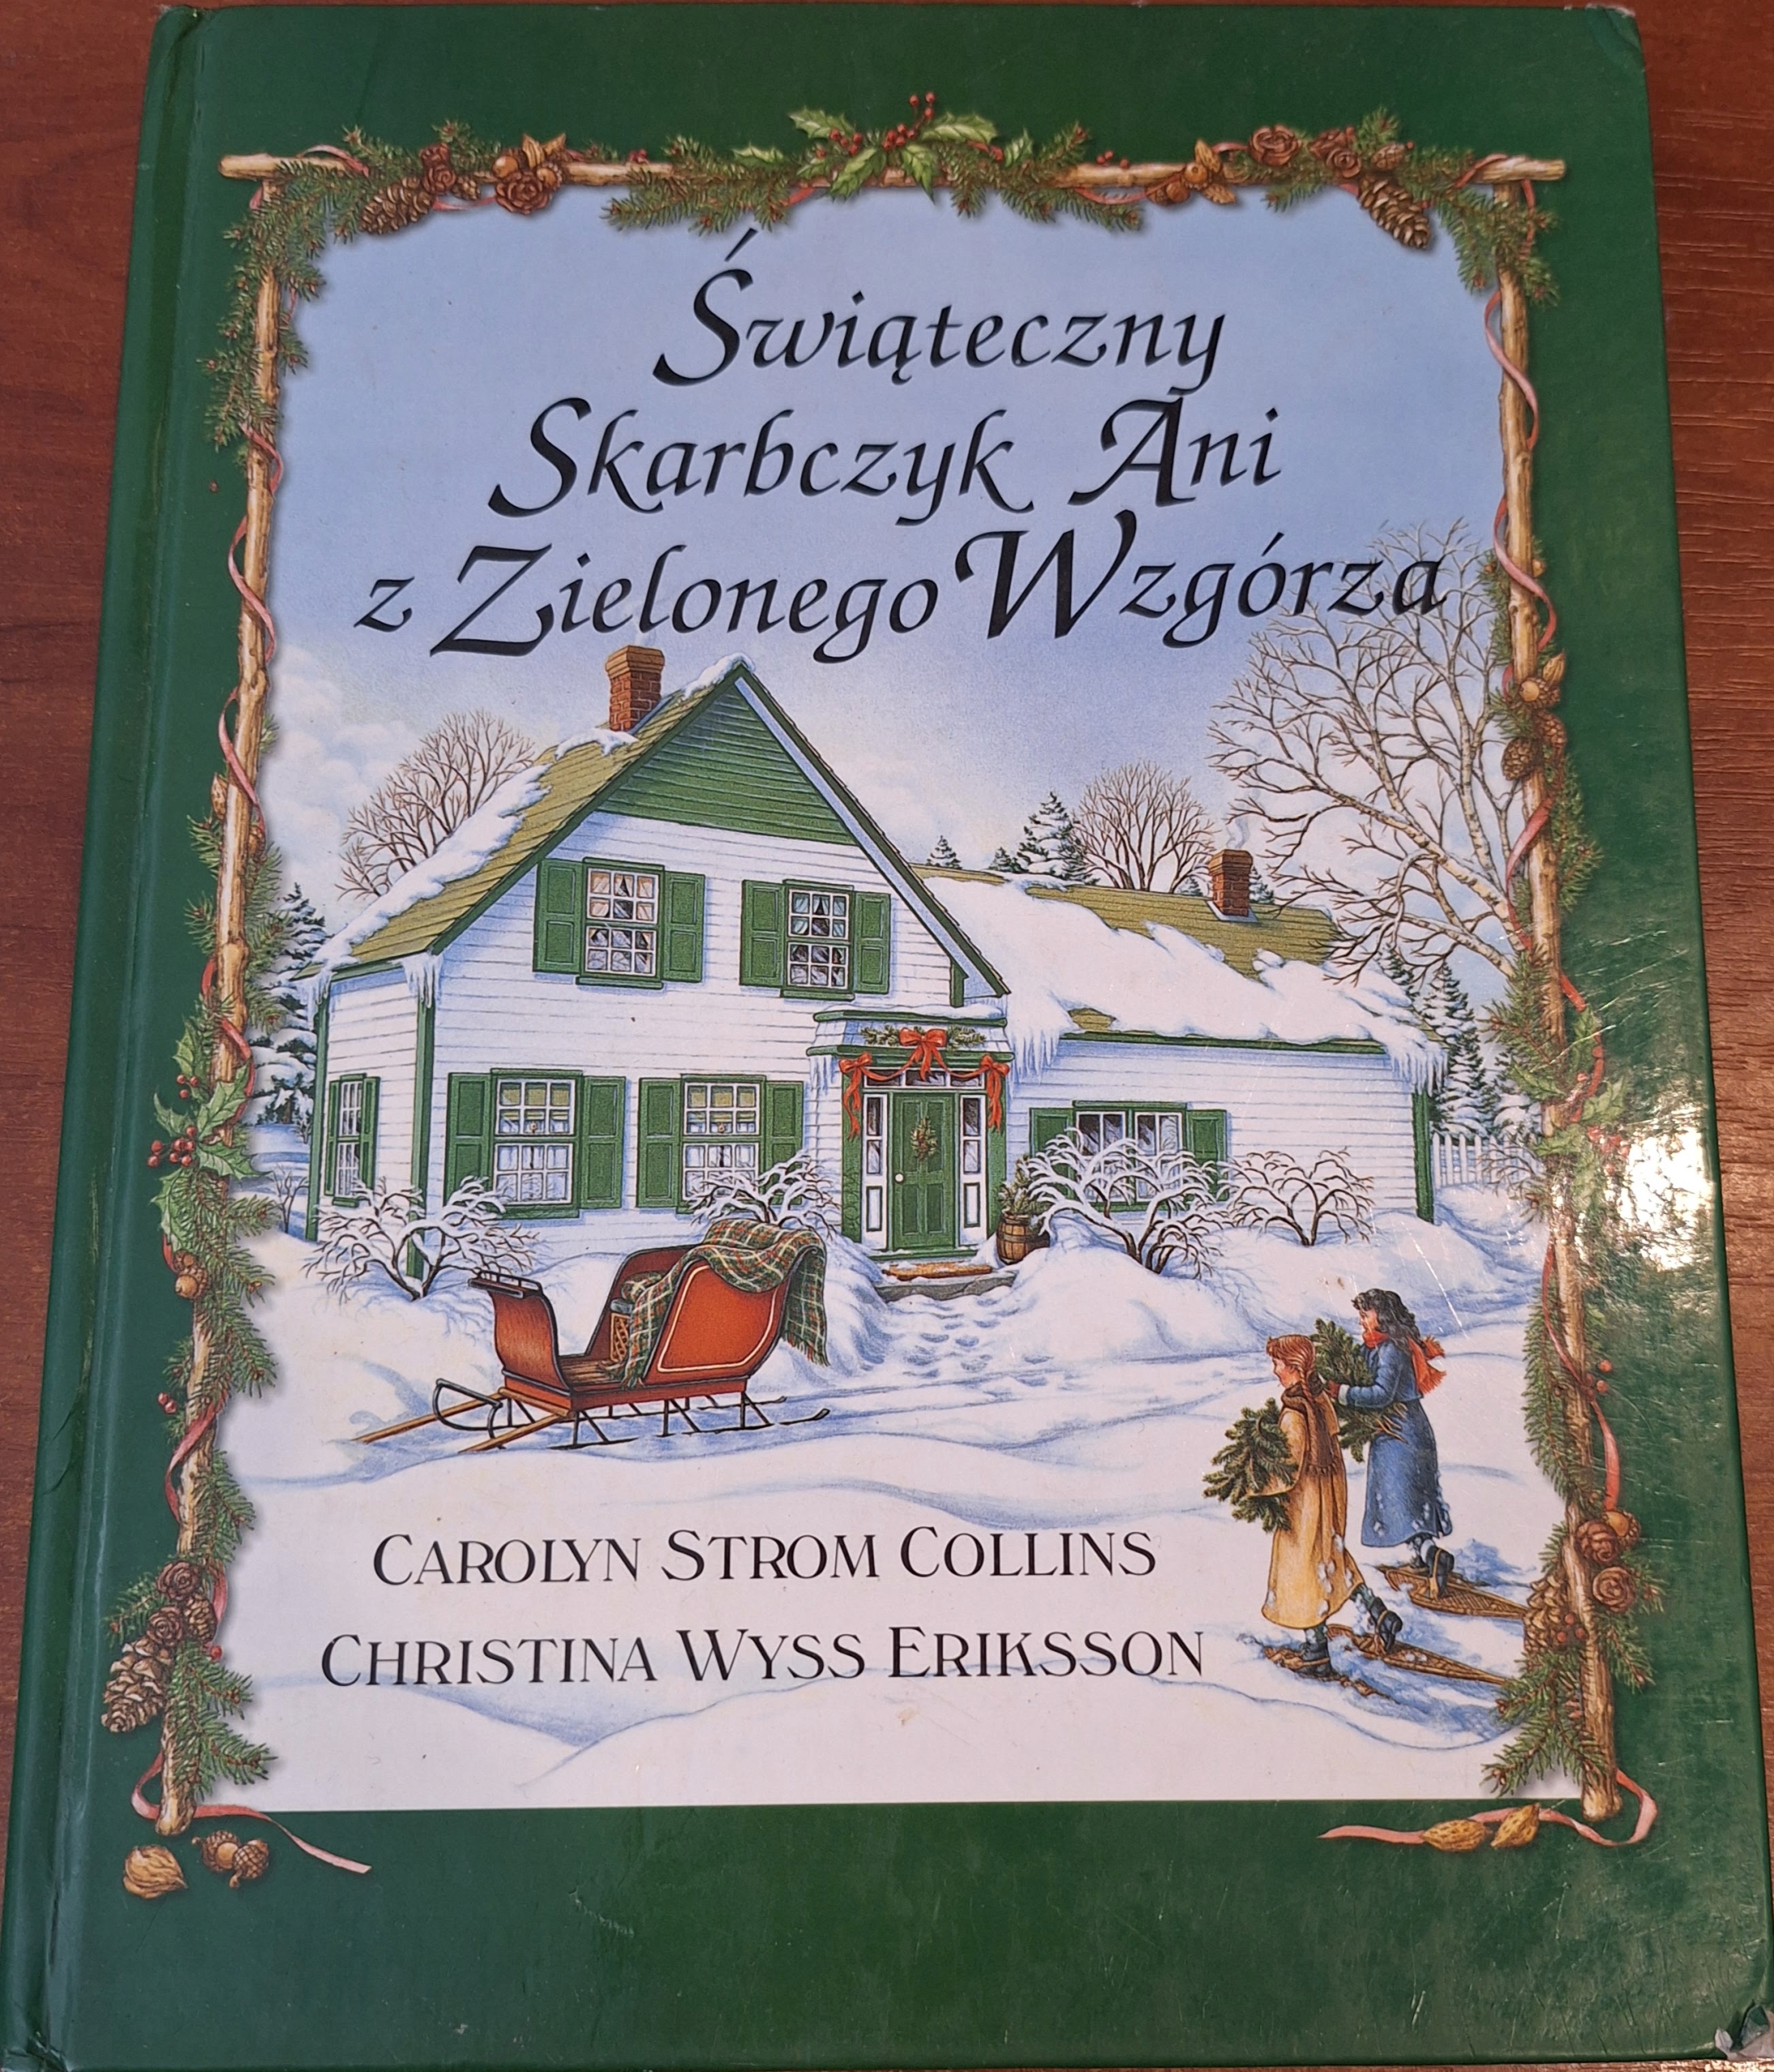 Świąteczny
Skarbczyk Ani
z Zielonego Wzgórza
CAROLYN STROM COLLINS
CHRISTINA WYSS ERIKSSON